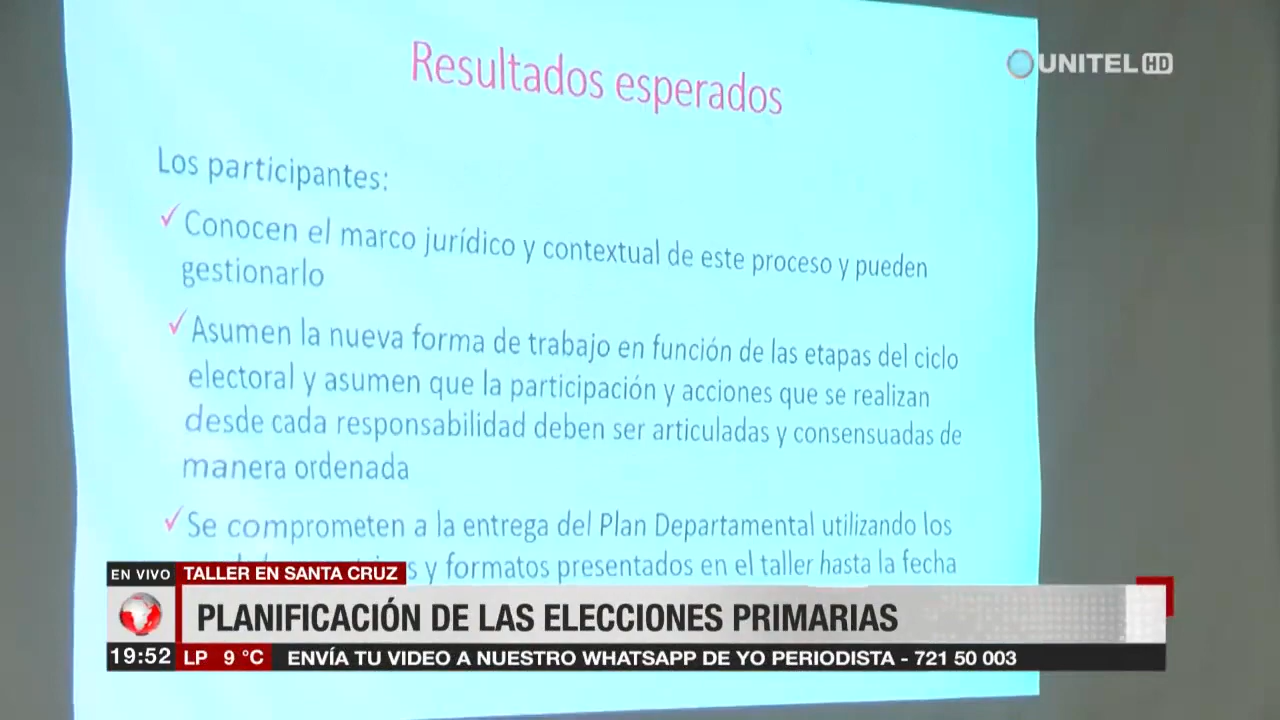 Resultados esperados
UNITEL HD
Los participantes:
✓ Conocen el marco jurídico y contextual de este proceso y pueden
gestionarlo
✓ Asumen la nueva forma de trabajo en función de las etapas del ciclo
electoral y asumen que la participación y acciones que se realizan
desde cada responsabilidad deben ser articuladas y consensuadas de
manera ordenada
✓ Se comprometen a la entrega del Plan Departamental utilizando los
y formatos presentados en el taller hasta la fecha
EN VIVO TALLER EN SANTA CRUZ
PLANIFICACIÓN DE LAS ELECCIONES PRIMARIAS
19:52 LP 9 °C ENVÍA TU VIDEO A NUESTRO WHATSAPP DE YO PERIODISTA - 721 50 003